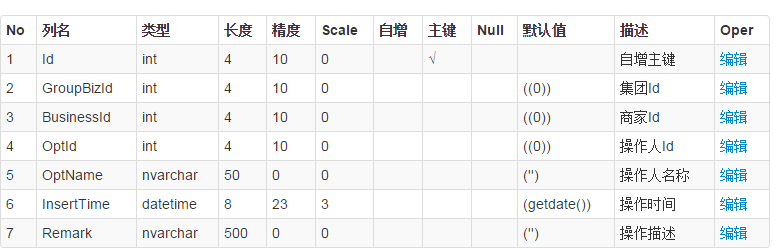 No 列名 类型 长度 精度 Scale 自增 主键 Null 默认值 描述 Oper
1 Id int 4 10 0 √ 自增主键 编辑
2 GroupBizId int 4 10 0 ((0)) 集团Id 编辑
3 BusinessId int 4 10 0 ((0)) 商家Id 编辑
4 OptId int 4 10 0 ((0)) 操作人Id 编辑
5 OptName nvarchar 50 0 0 ('') 操作人名称 编辑
6 InsertTime datetime 8 23 3 (getdate()) 操作时间 编辑
7 Remark nvarchar 500 0 0 ('') 操作描述 编辑